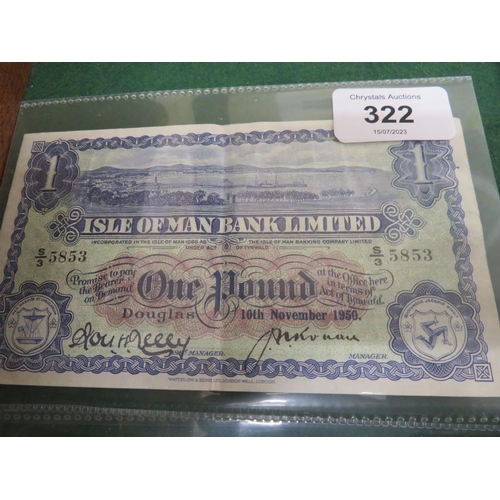 Chrystals Auctions
322
15/07/2023
1
1
ISLE OF MAN BANK LIMITED
INCORPORATED IN THE ISLE OF MAN 1865 AS THE ISLE OF MAN BANKING COMPANY LIMITED
UNDER ACT OF TYNWALD
S/3 5853
S/3 5853
Promise to pay
the Bearer
on Demand
One Pound
at the Office here
in terms of
Act of Tynwald.
Douglas 10th November 1950.
MANAGER
MANAGER